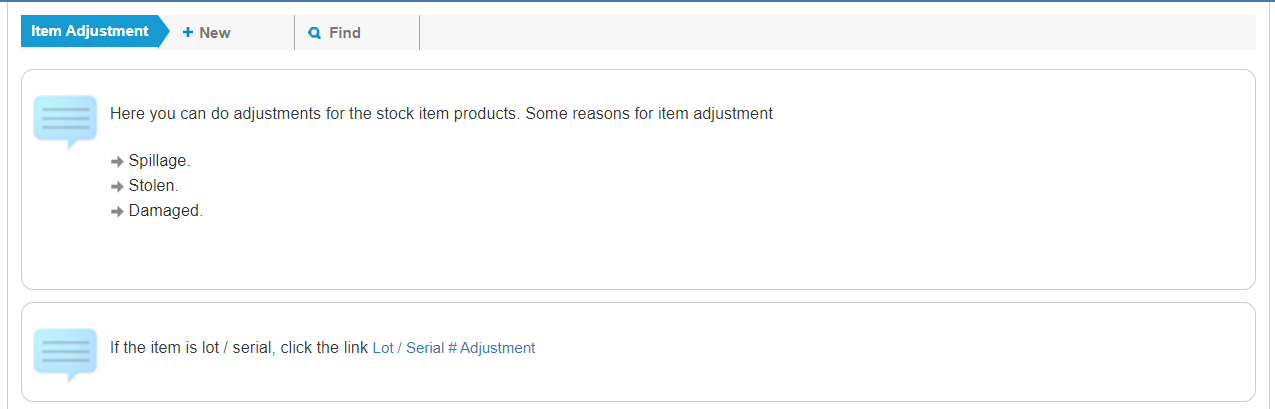 Item Adjustment
New
Find
Here you can do adjustments for the stock item products. Some reasons for item adjustment
Spillage.
Stolen.
Damaged.
If the item is lot / serial, click the link Lot / Serial # Adjustment